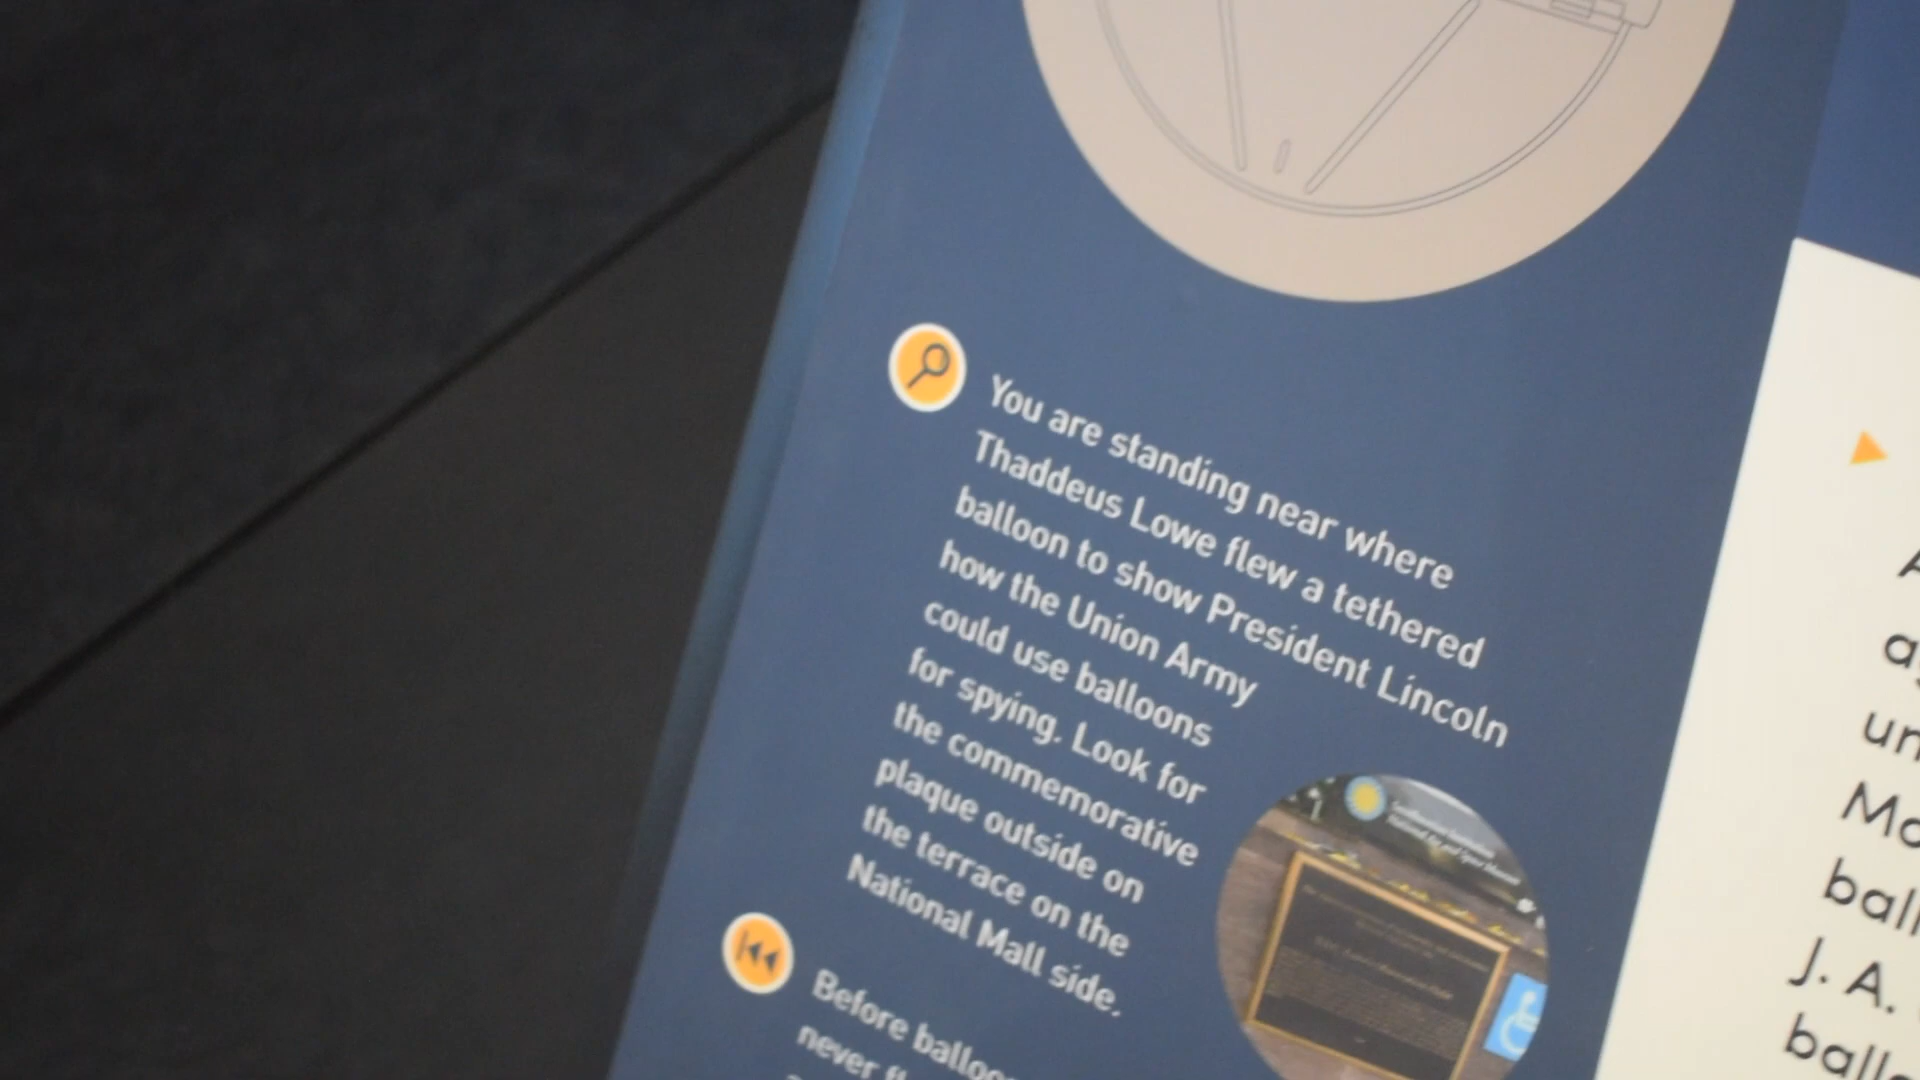 You are standing near where
Thaddeus Lowe flew a tethered
balloon to show President Lincoln
how the Union Army
could use balloons
for spying. Look for
the commemorative
plaque outside on
the terrace on the
National Mall side.
Before
never
J. A.